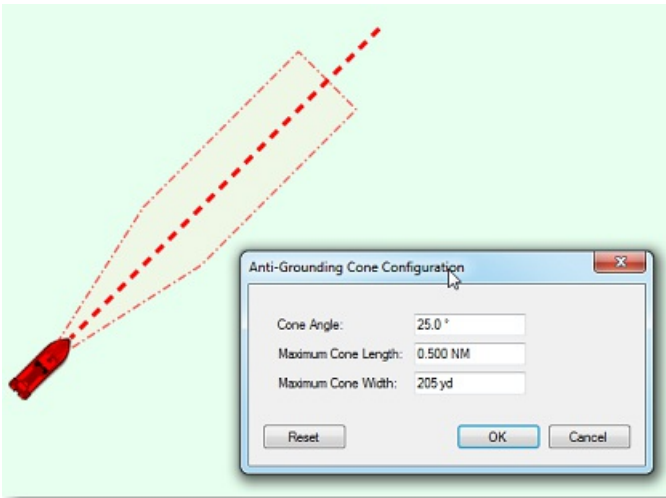 Anti-Grounding Cone Configuration
Cone Angle: 25.0 °
Maximum Cone Length: 0.500 NM
Maximum Cone Width: 205 yd
Reset OK Cancel